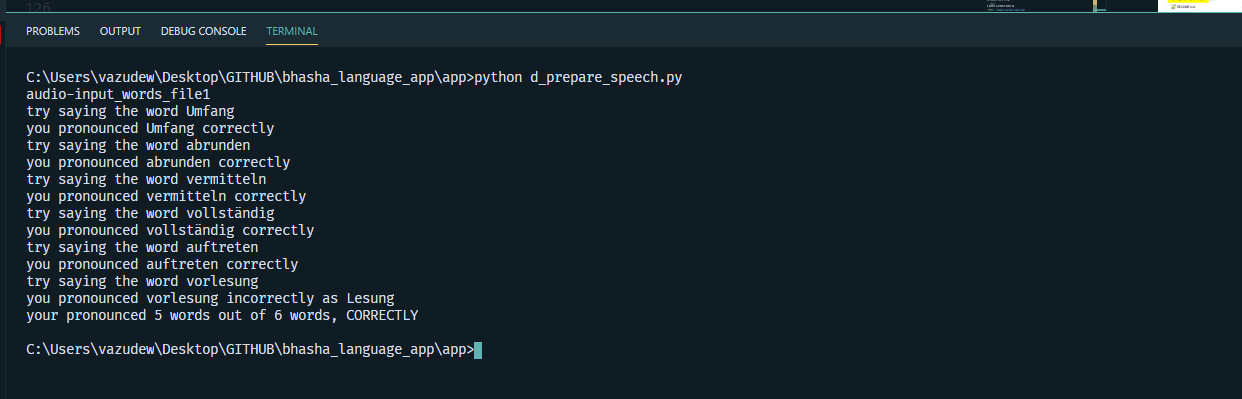 126
PROBLEMS OUTPUT DEBUG CONSOLE TERMINAL
C:\Users\vazudew\Desktop\GITHUB\bhasha_language_app\app>python d_prepare_speech.py
audio-input_words_file1
try saying the word Umfang
you pronounced Umfang correctly
try saying the word abrunden
you pronounced abrunden correctly
try saying the word vermitteln
you pronounced vermitteln correctly
try saying the word vollständig
you pronounced vollständig correctly
try saying the word auftreten
you pronounced auftreten correctly
try saying the word vorlesung
you pronounced vorlesung incorrectly as Lesung
your pronounced 5 words out of 6 words, CORRECTLY
C:\Users\vazudew\Desktop\GITHUB\bhasha_language_app\app>